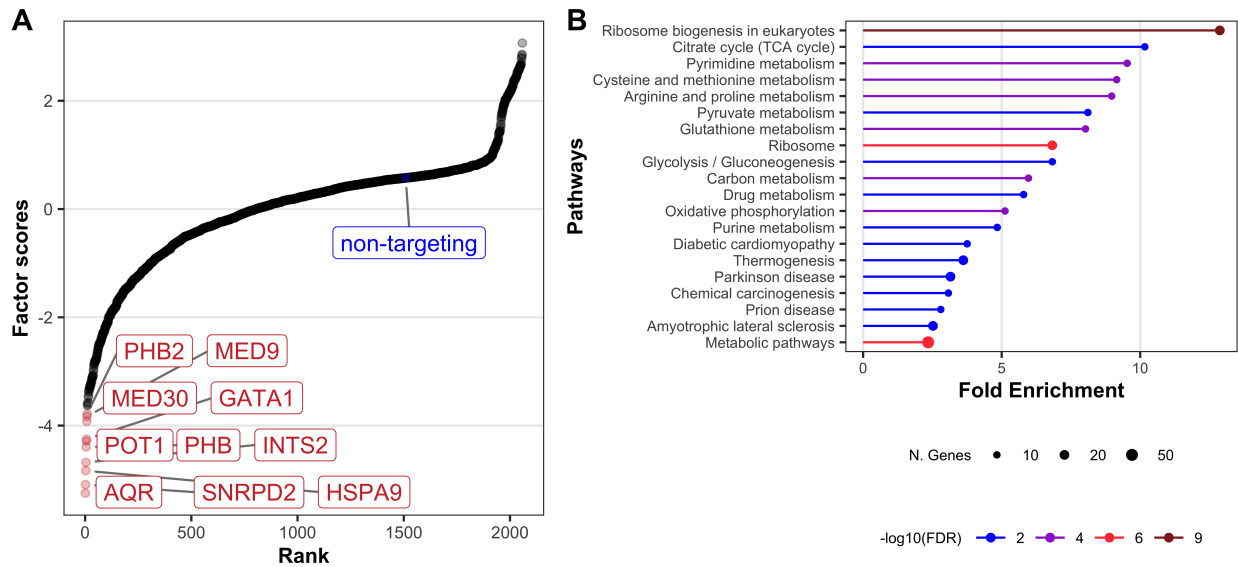 A
Factor scores
2
0
-2
-4
non-targeting
PHB2 MED9
MED30 GATA1
POT1 PHB INTS2
AQR SNRPD2 HSPA9
0 500 1000 1500 2000
Rank
B
Pathways
Ribosome biogenesis in eukaryotes
Citrate cycle (TCA cycle)
Pyrimidine metabolism
Cysteine and methionine metabolism
Arginine and proline metabolism
Pyruvate metabolism
Glutathione metabolism
Ribosome
Glycolysis / Gluconeogenesis
Carbon metabolism
Drug metabolism
Oxidative phosphorylation
Purine metabolism
Diabetic cardiomyopathy
Thermogenesis
Parkinson disease
Chemical carcinogenesis
Prion disease
Amyotrophic lateral sclerosis
Metabolic pathways
0 5 10
Fold Enrichment
N. Genes 10 20 50
-log10(FDR) 2 4 6 9